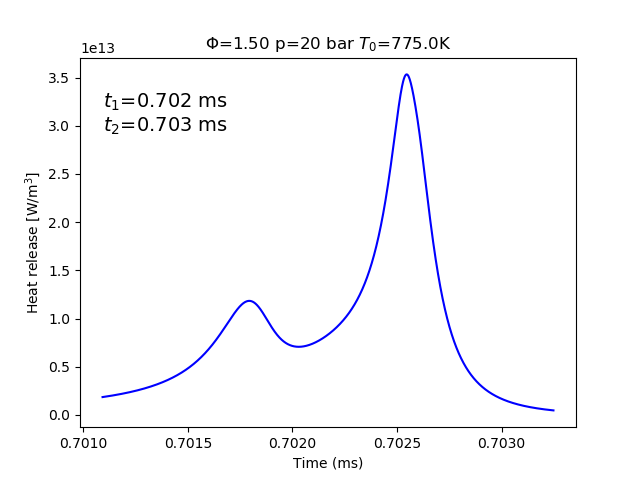 Φ=1.50 p=20 bar T₀=775.0K
1e13
t₁=0.702 ms
t₂=0.703 ms
3.5
3.0
2.5
2.0
1.5
1.0
0.5
0.0
Heat release [W/m³]
0.7010 0.7015 0.7020 0.7025 0.7030
Time (ms)